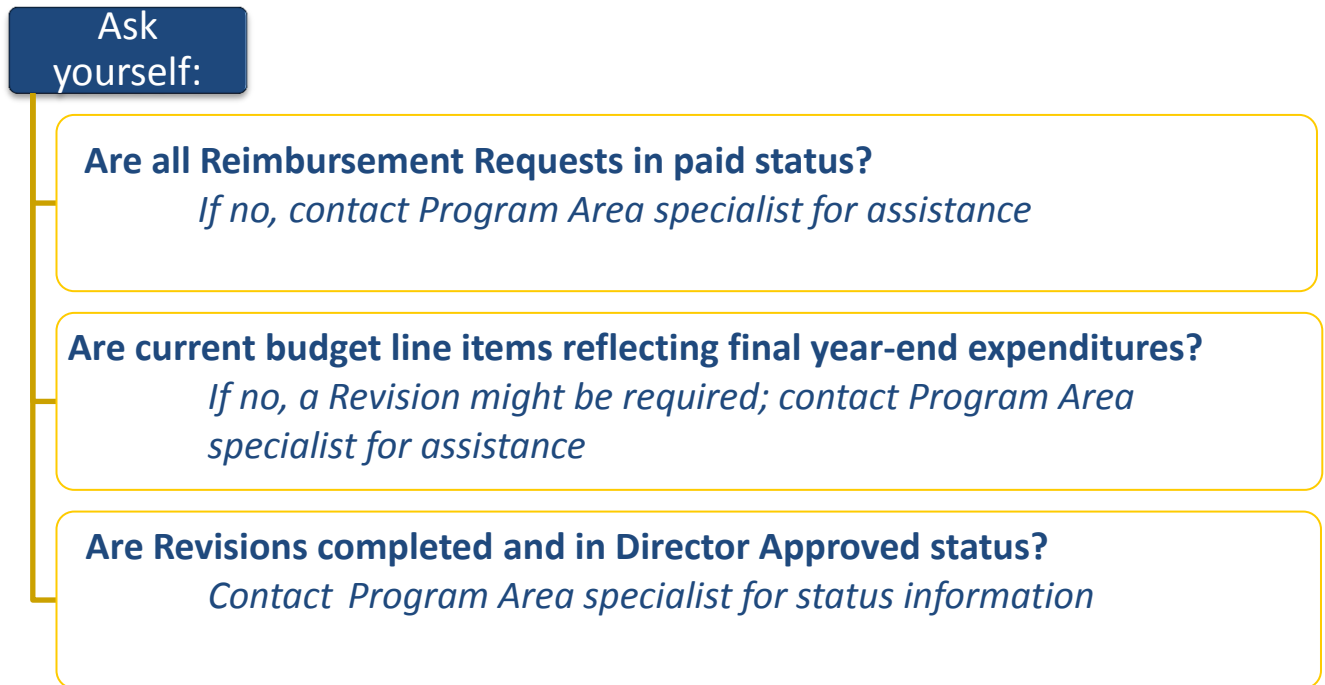 Ask
yourself:
Are all Reimbursement Requests in paid status?
If no, contact Program Area specialist for assistance
Are current budget line items reflecting final year-end expenditures?
If no, a Revision might be required; contact Program Area
specialist for assistance
Are Revisions completed and in Director Approved status?
Contact Program Area specialist for status information